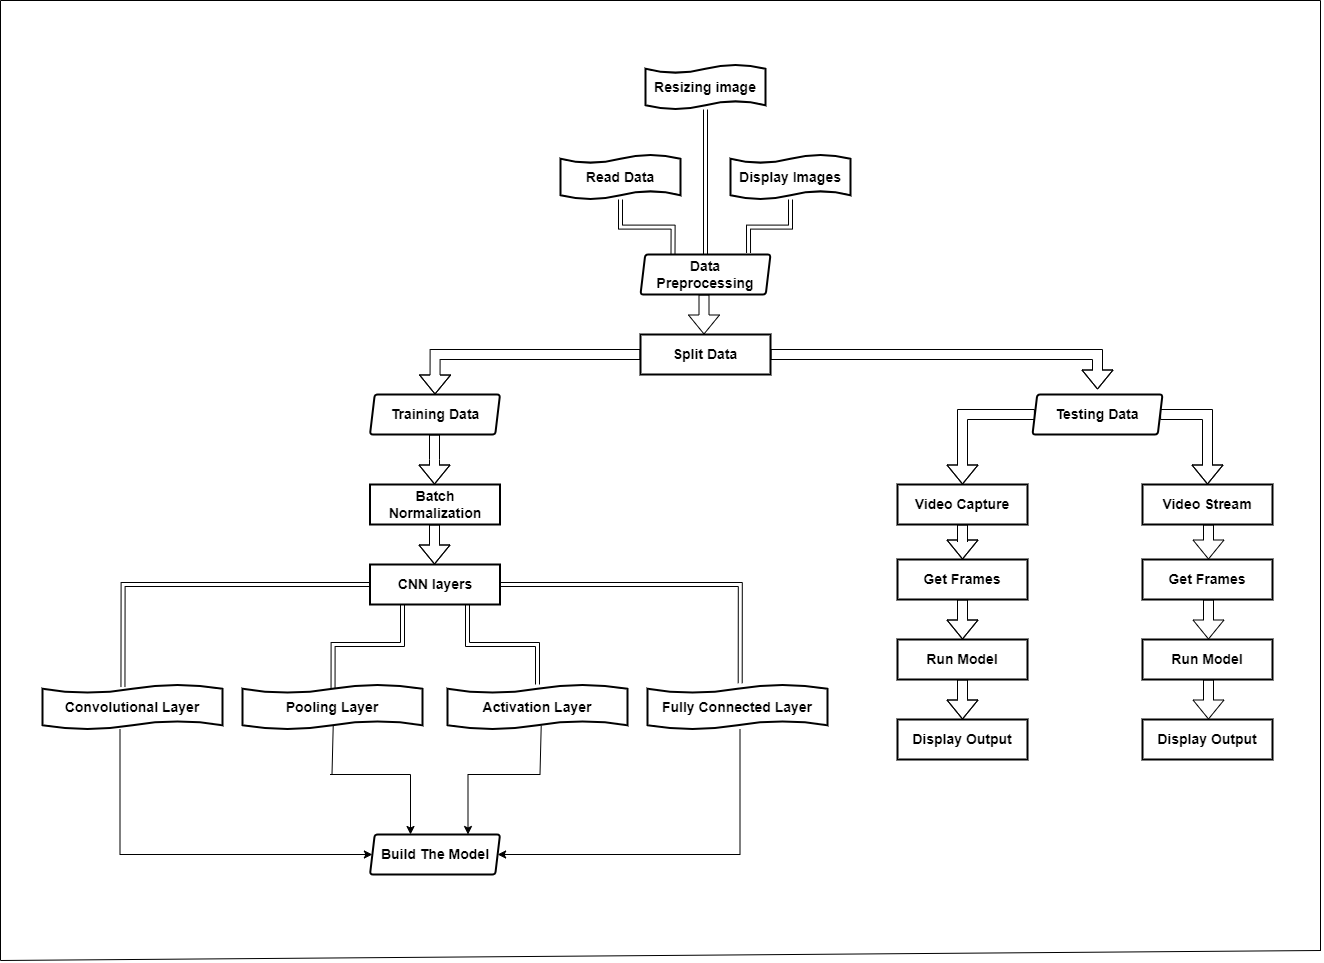 Resizing image
Read Data
Display Images
Data
Preprocessing
Split Data
Training Data
Testing Data
Batch
Normalization
Video Capture
Video Stream
CNN layers
Get Frames
Get Frames
Run Model
Run Model
Convolutional Layer
Pooling Layer
Activation Layer
Fully Connected Layer
Display Output
Display Output
Build The Model